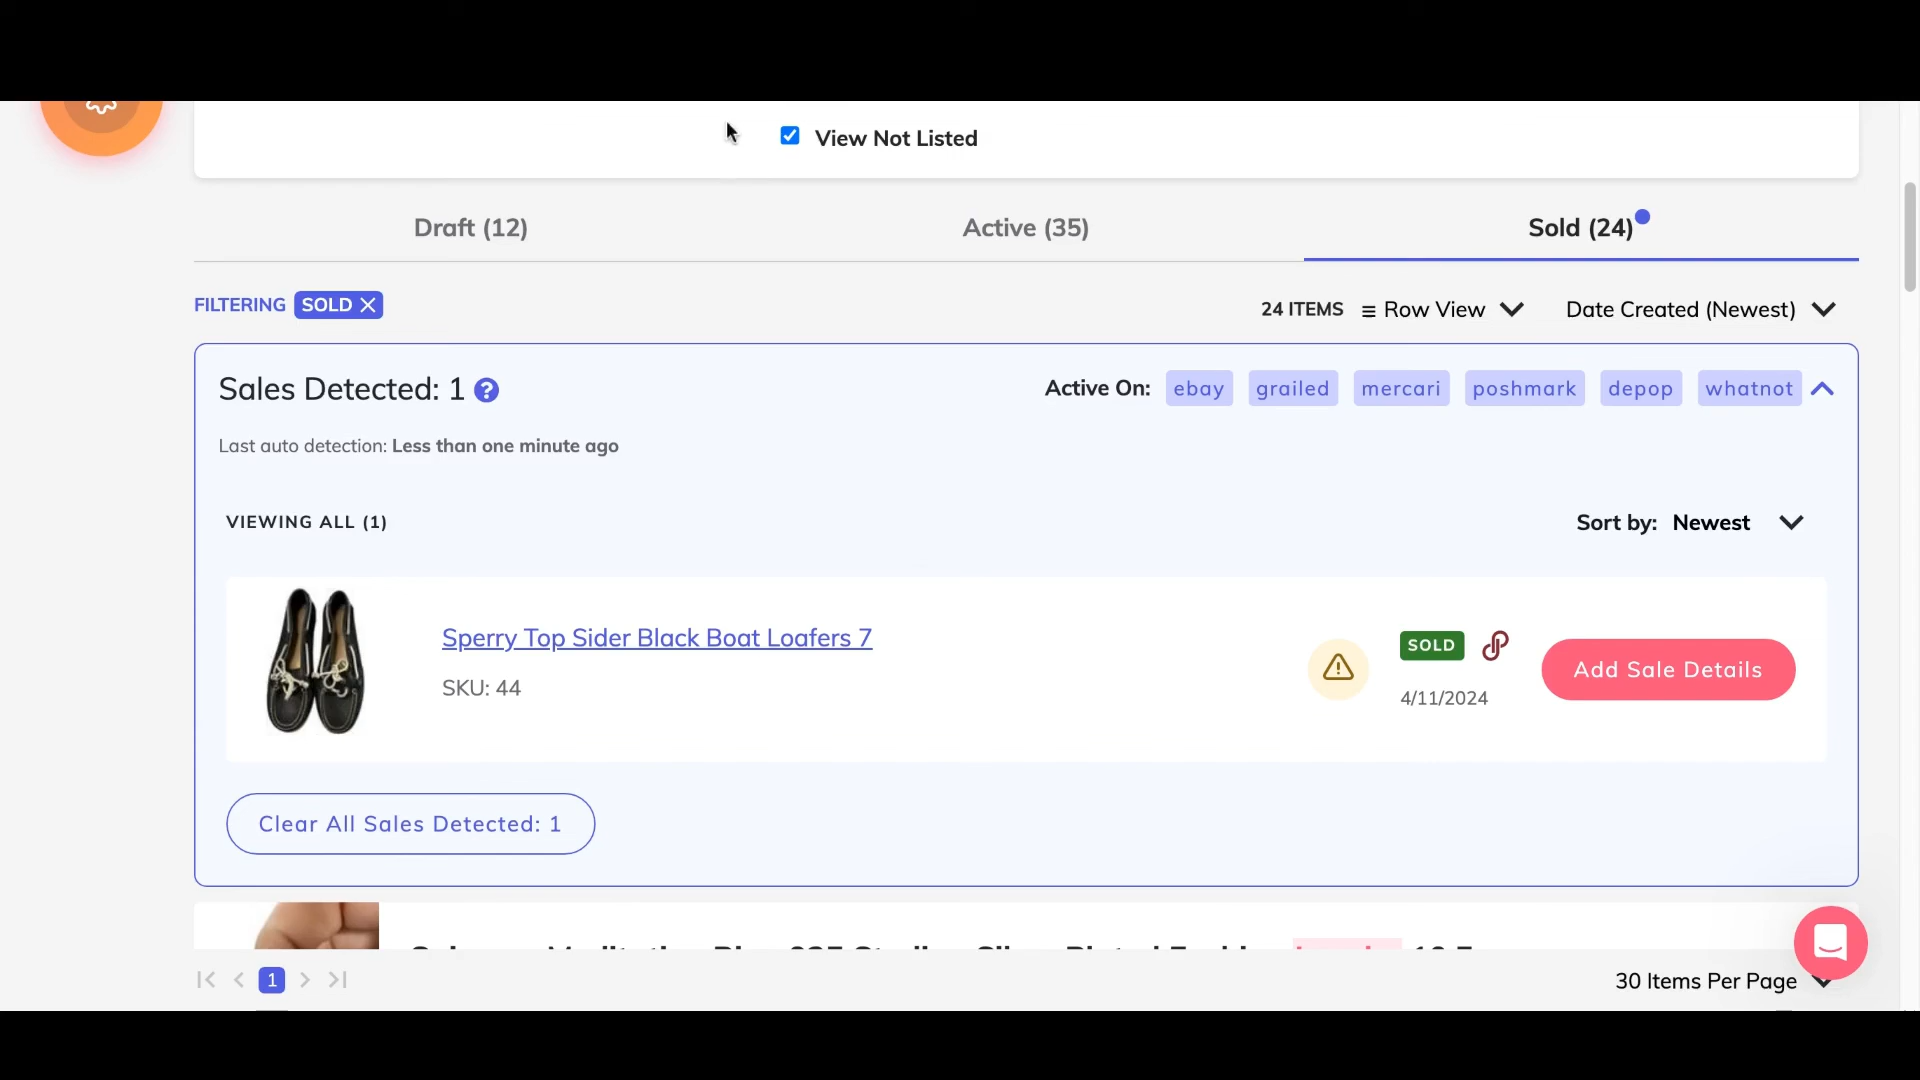 View Not Listed
Draft (12)
Active (35)
Sold (24)
FILTERING SOLD
24 ITEMS Row View Date Created (Newest)
Sales Detected: 1 ?
Active On: ebay grailed mercari poshmark depop whatnot
Last auto detection: Less than one minute ago
VIEWING ALL (1)
Sort by: Newest
Sperry Top Sider Black Boat Loafers 7
SKU: 44
SOLD
4/11/2024
Add Sale Details
Clear All Sales Detected: 1
1
30 Items Per Page